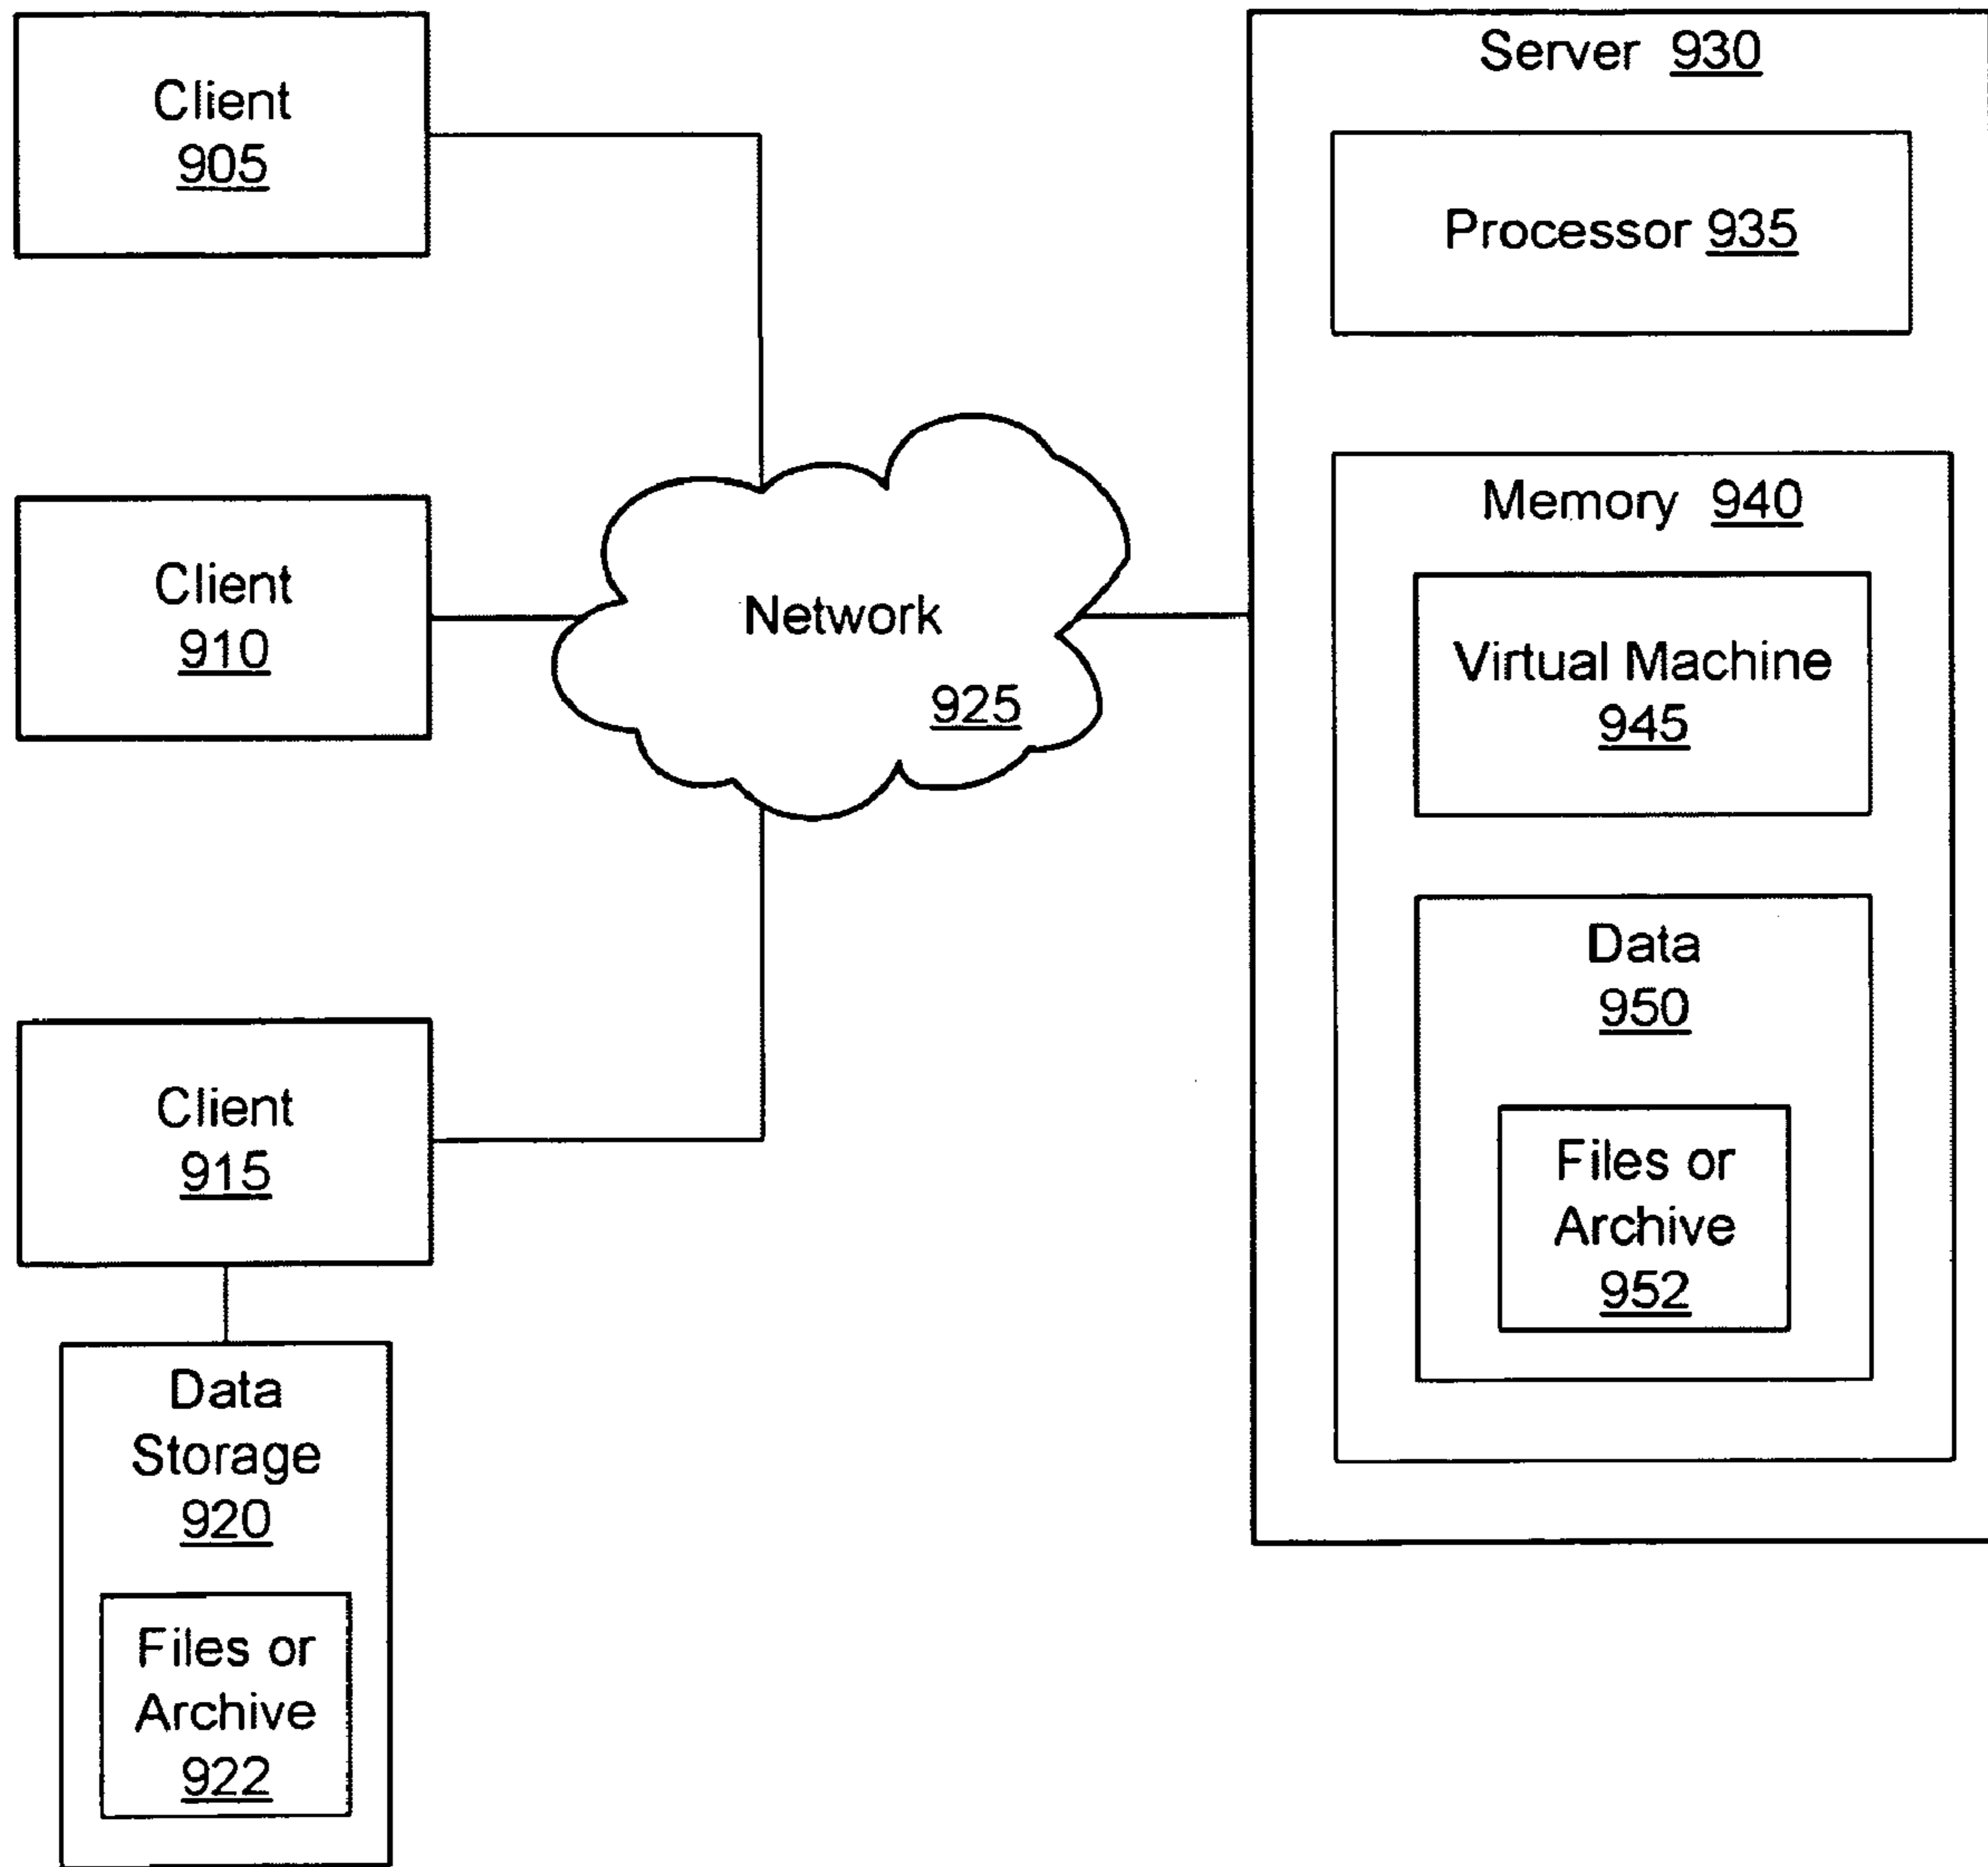 Client
905
Client
910
Client
915
Data
Storage
920
Files or
Archive
922
Network
925
Server 930
Processor 935
Memory 940
Virtual Machine
945
Data
950
Files or
Archive
952